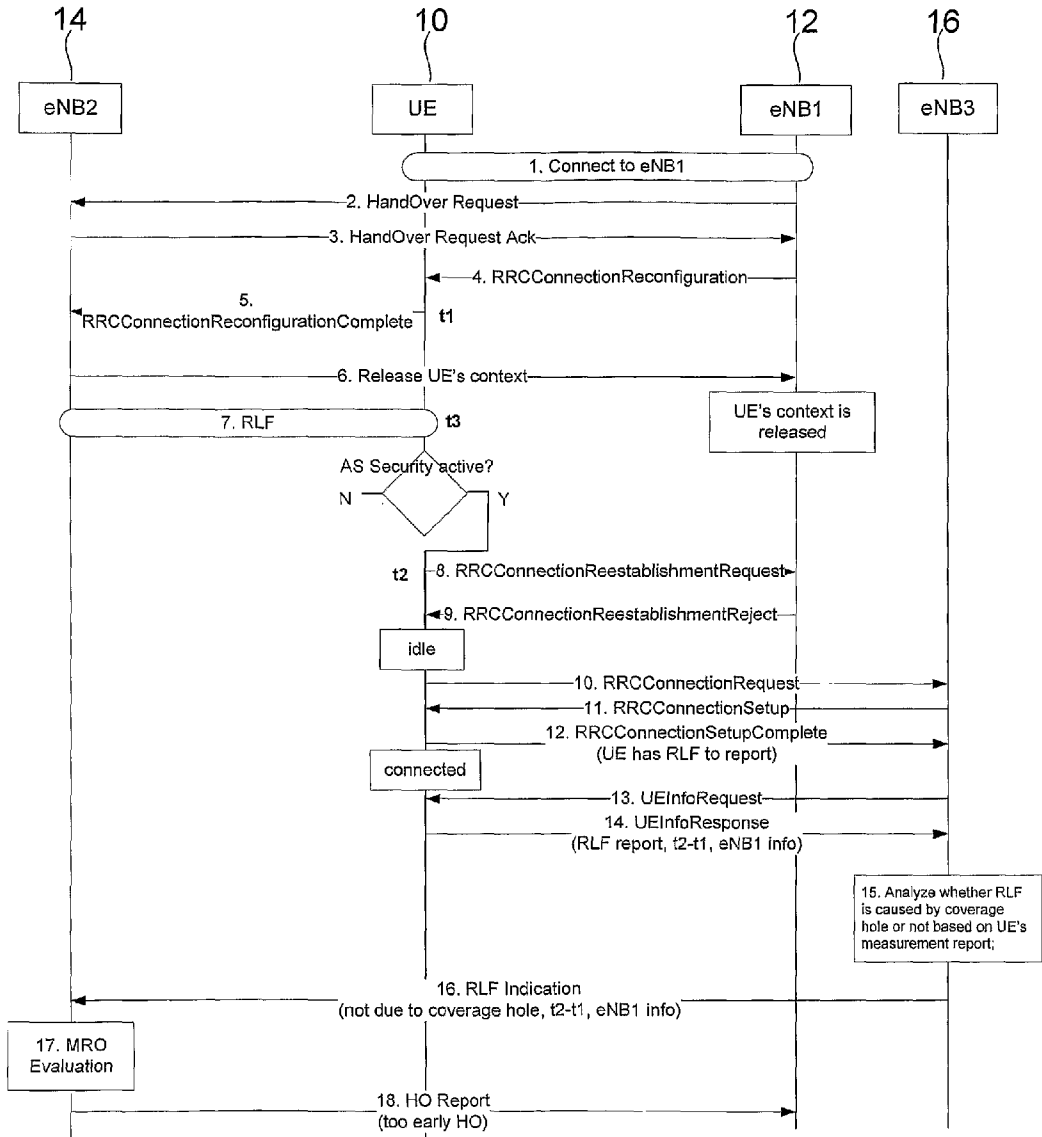 14
10
12
16
eNB2
UE
eNB1
eNB3
1. Connect to eNB1
2. HandOver Request
3. HandOver Request Ack
4. RRCConnectionReconfiguration
5.
RRCConnectionReconfigurationComplete
t1
6. Release UE's context
UE's context is
released
7. RLF
t3
AS Security active?
N
Y
t2
8. RRCConnectionReestablishmentRequest
9. RRCConnectionReestablishmentReject
idle
10. RRCConnectionRequest
11. RRCConnectionSetup
12. RRCConnectionSetupComplete
(UE has RLF to report)
connected
13. UEInfoRequest
14. UEInfoResponse
(RLF report, t2-t1, eNB1 info)
15. Analyze whether RLF
is caused by coverage
hole or not based on UE's
measurement report;
16. RLF Indication
(not due to coverage hole, t2-t1, eNB1 info)
17. MRO
Evaluation
18. HO Report
(too early HO)